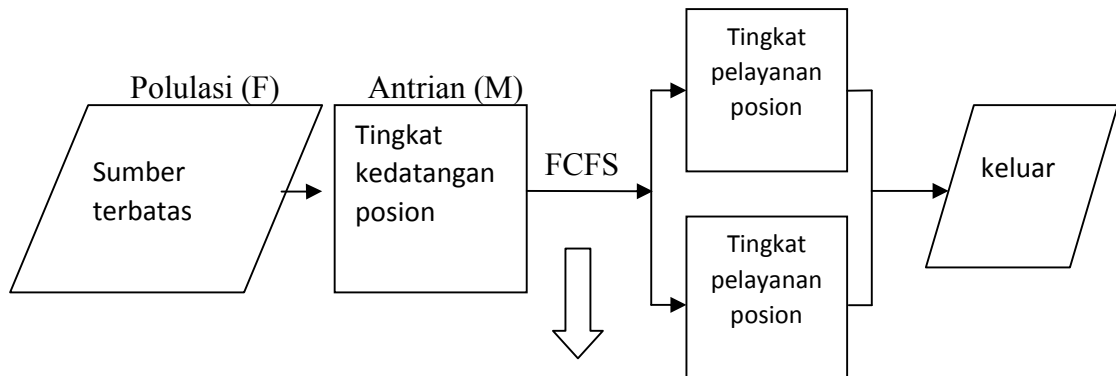 Polulasi (F)
Antrian (M)
Sumber
terbatas
Tingkat
kedatangan
posion
FCFS
Tingkat
pelayanan
posion
Tingkat
pelayanan
posion
keluar